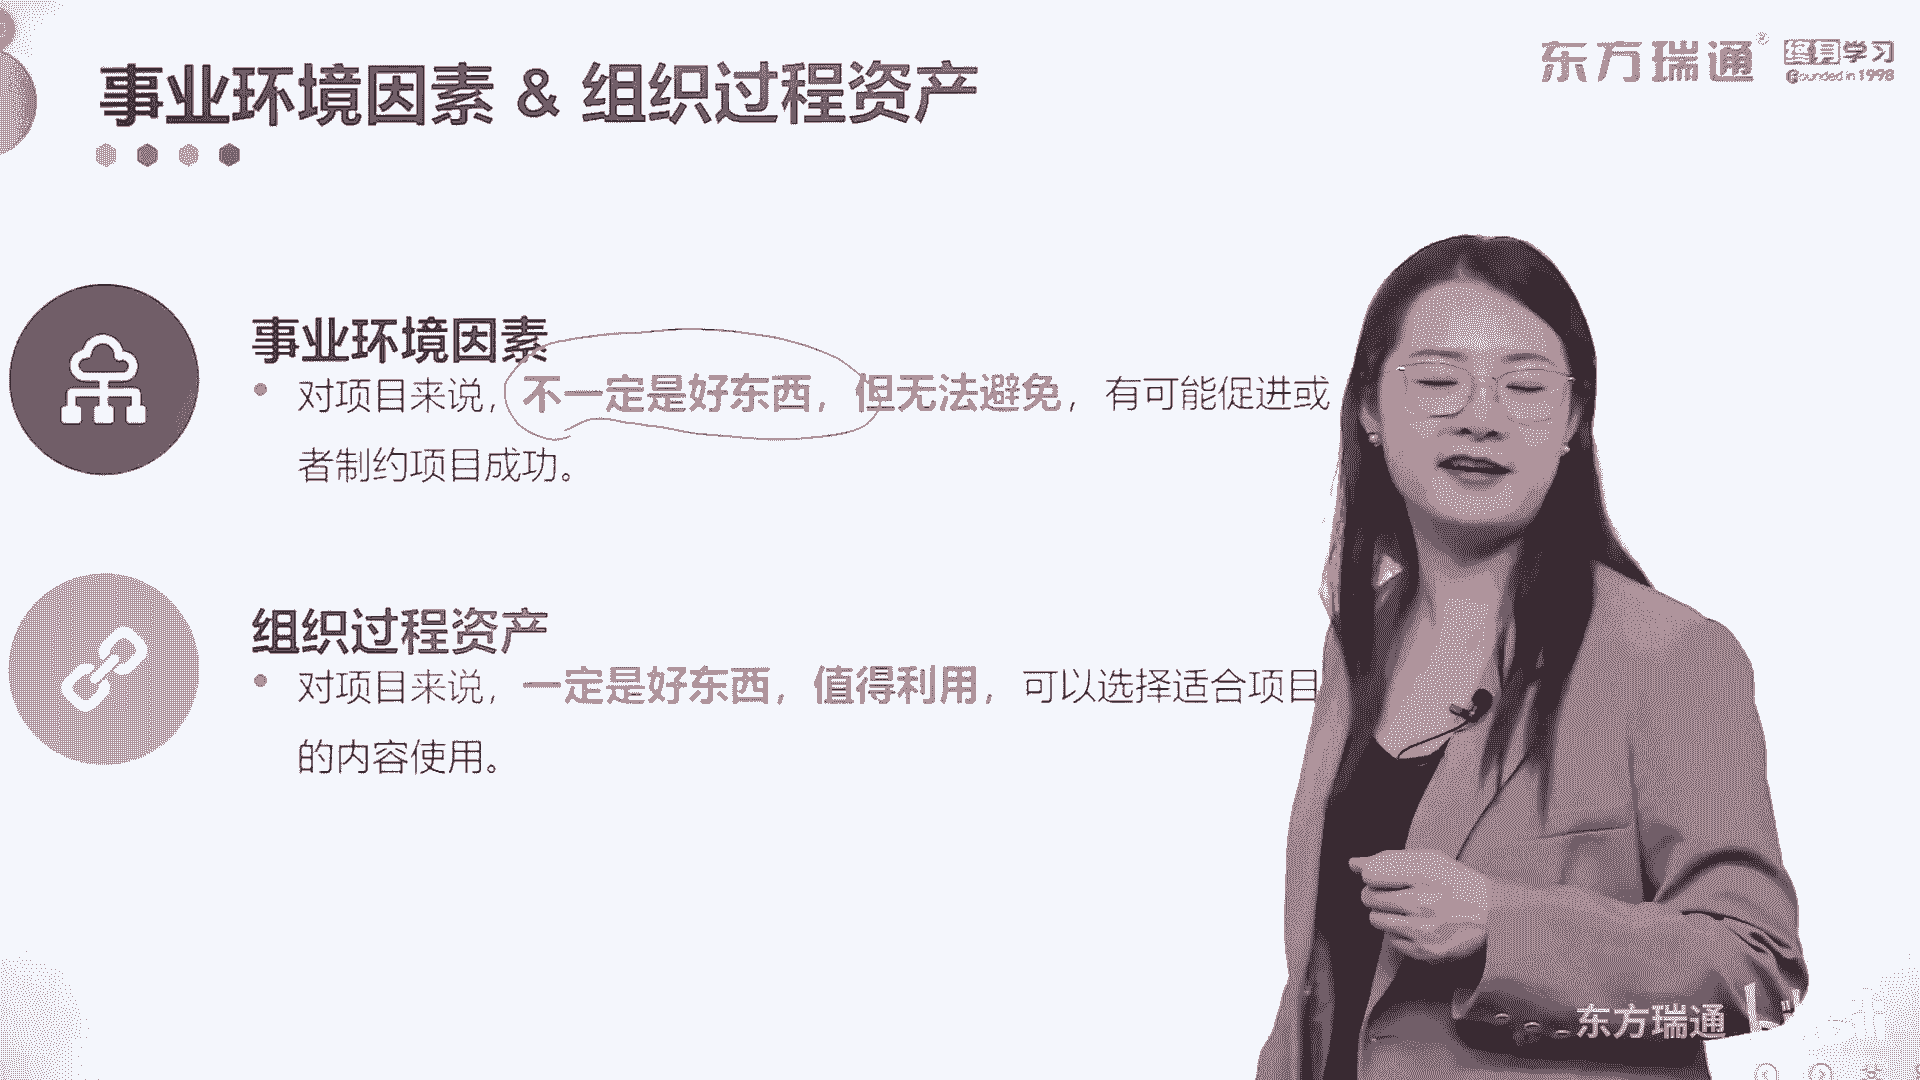 事业环境因素 & 组织过程资产
东方瑞通® 终身学习
Founded in 1998
事业环境因素
对项目来说，不一定是好东西，但无法避免，有可能促进或
者制约项目成功。
组织过程资产
对项目来说，一定是好东西，值得利用，可以选择适合项目
的内容使用。
东方瑞通